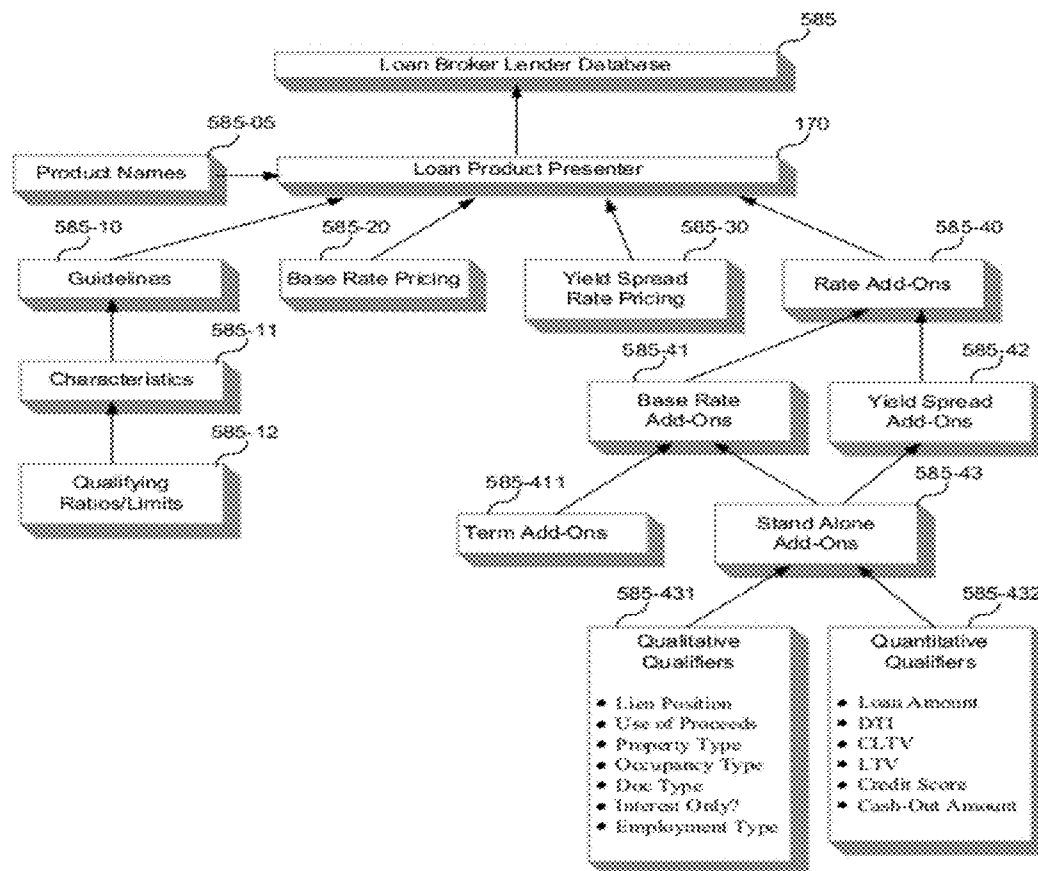 585
Loan Broker Lender Database
585-05
170
Product Names
Loan Product Presenter
585-10
585-20
585-30
585-40
Guidelines
Base Rate Pricing
Yield Spread
Rate Pricing
Rate Add-Ons
585-11
585-41
585-42
Characteristics
Base Rate
Add-Ons
Yield Spread
Add-Ons
585-12
Qualifying
Ratios/Limits
585-411
585-43
Term Add-Ons
Stand Alone
Add-Ons
585-431
585-432
Qualitative
Qualifiers
• Lien Position
• Use of Proceeds
• Property Type
• Occupancy Type
• Doc Type
• Interest Only?
• Employment Type
Quantitative
Qualifiers
• Loan Amount
• DTI
• CLTV
• LTV
• Credit Score
• Cash-Out Amount